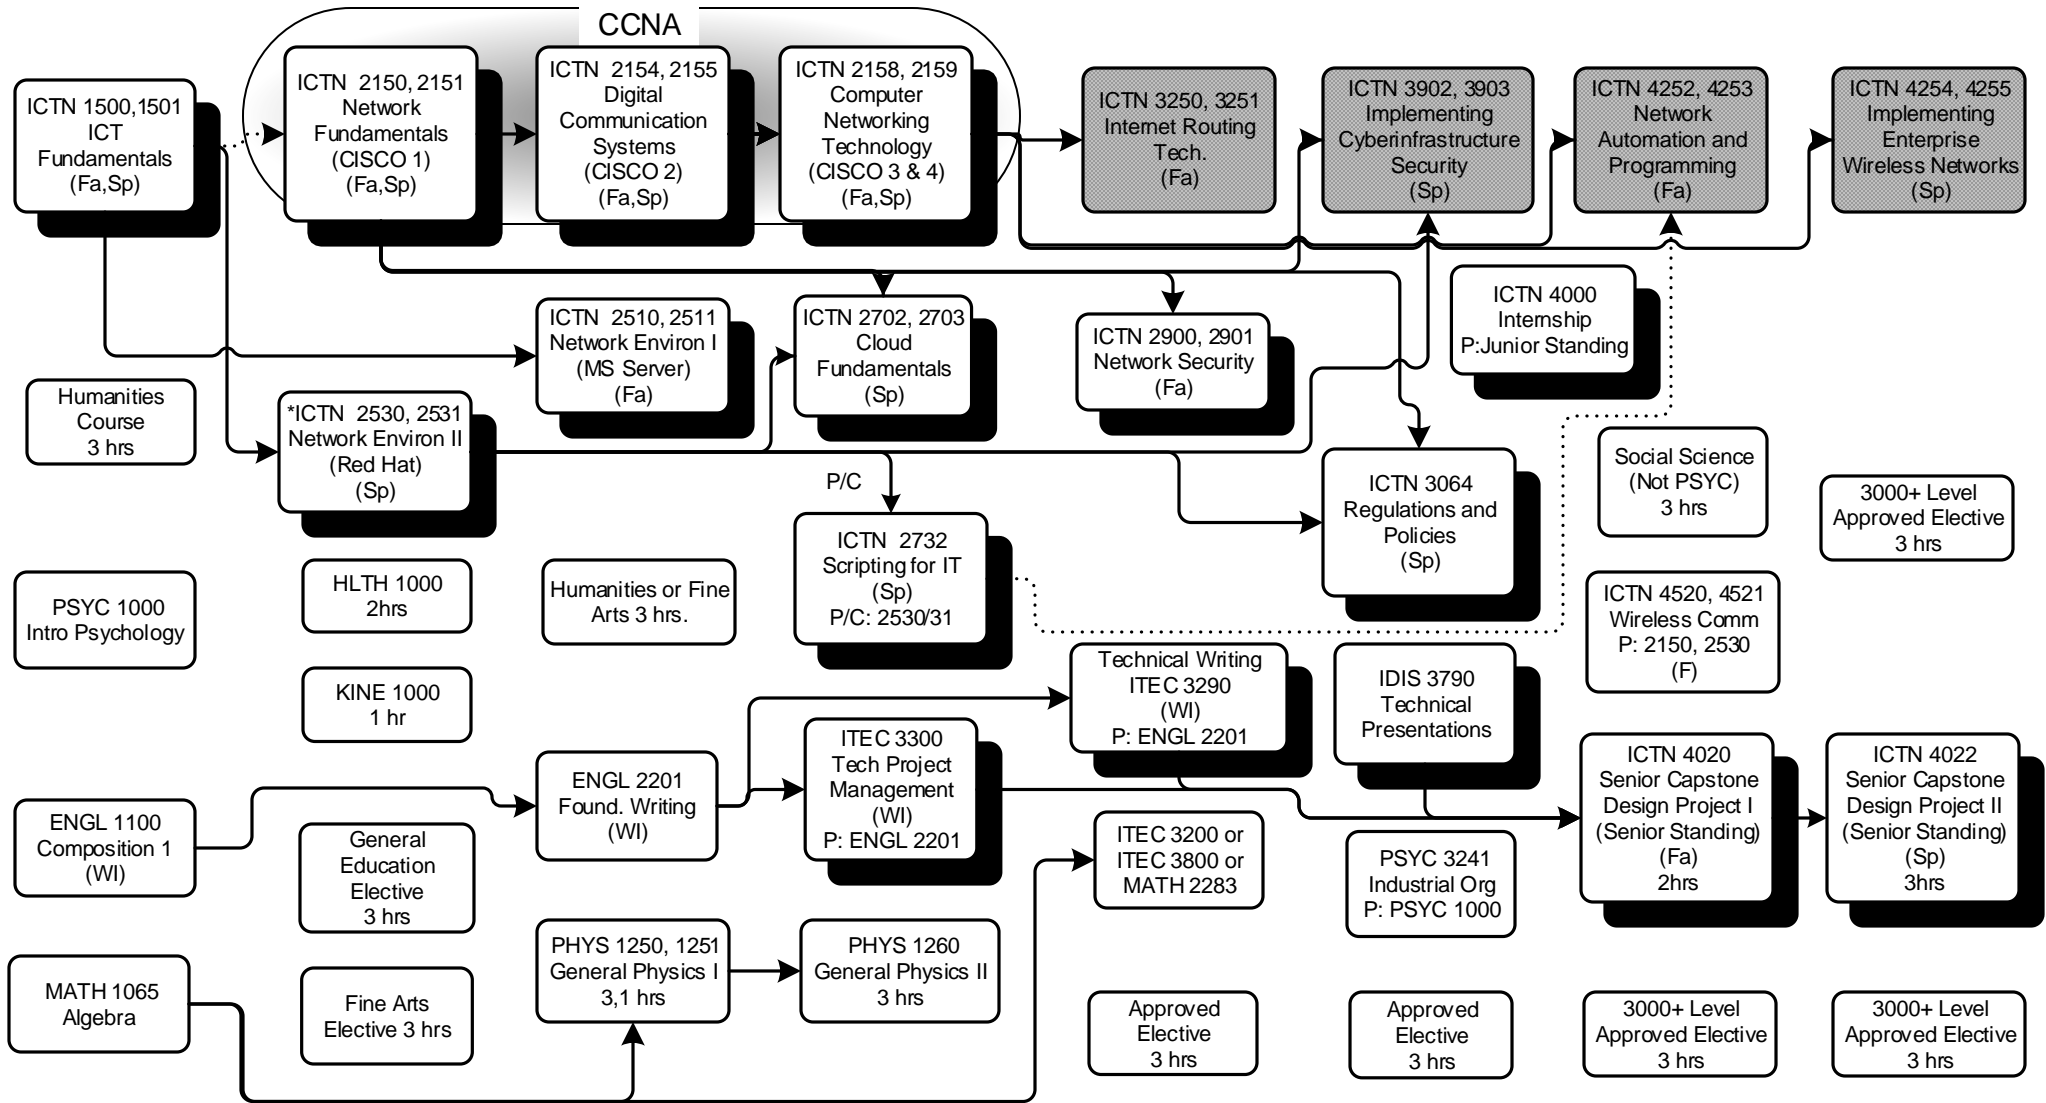 CCNA
ICTN 1500,1501
ICT
Fundamentals
(Fa,Sp)
ICTN 2150, 2151
Network
Fundamentals
(CISCO 1)
(Fa,Sp)
ICTN 2154, 2155
Digital
Communication
Systems
(CISCO 2)
(Fa,Sp)
ICTN 2158, 2159
Computer
Networking
Technology
(CISCO 3 & 4)
(Fa,Sp)
ICTN 3250, 3251
Internet Routing
Tech.
(Fa)
ICTN 3902, 3903
Implementing
Cyberinfrastructure
Security
(Sp)
ICTN 4252, 4253
Network
Automation and
Programming
(Fa)
ICTN 4254, 4255
Implementing
Enterprise
Wireless Networks
(Sp)
ICTN 2510, 2511
Network Environ I
(MS Server)
(Fa)
ICTN 2702, 2703
Cloud
Fundamentals
(Sp)
ICTN 2900, 2901
Network Security
(Fa)
ICTN 4000
Internship
P:Junior Standing
Humanities
Course
3 hrs
*ICTN 2530, 2531
Network Environ II
(Red Hat)
(Sp)
P/C
ICTN 2732
Scripting for IT
(Sp)
P/C: 2530/31
ICTN 3064
Regulations and
Policies
(Sp)
Social Science
(Not PSYC)
3 hrs
3000+ Level
Approved Elective
3 hrs
PSYC 1000
Intro Psychology
HLTH 1000
2hrs
Humanities or Fine
Arts 3 hrs.
ICTN 4520, 4521
Wireless Comm
P: 2150, 2530
(F)
KINE 1000
1 hr
Technical Writing
ITEC 3290
(WI)
P: ENGL 2201
IDIS 3790
Technical
Presentations
ENGL 1100
Composition 1
(WI)
General
Education
Elective
3 hrs
ENGL 2201
Found. Writing
(WI)
ITEC 3300
Tech Project
Management
(WI)
P: ENGL 2201
ITEC 3200 or
ITEC 3800 or
MATH 2283
PSYC 3241
Industrial Org
P: PSYC 1000
ICTN 4020
Senior Capstone
Design Project I
(Senior Standing)
(Fa)
2hrs
ICTN 4022
Senior Capstone
Design Project II
(Senior Standing)
(Sp)
3hrs
MATH 1065
Algebra
Fine Arts
Elective 3 hrs
PHYS 1250, 1251
General Physics I
3,1 hrs
PHYS 1260
General Physics II
3 hrs
Approved
Elective
3 hrs
Approved
Elective
3 hrs
3000+ Level
Approved Elective
3 hrs
3000+ Level
Approved Elective
3 hrs